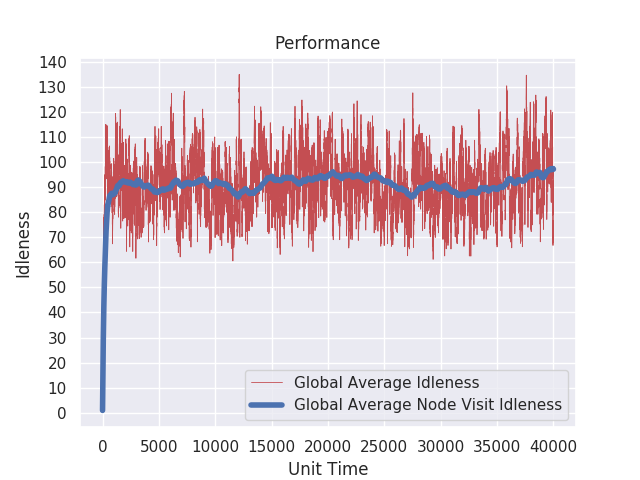 Performance
140
130
120
110
100
90
80
70
60
50
40
30
20
10
0
Idleness
Global Average Idleness
Global Average Node Visit Idleness
0 5000 10000 15000 20000 25000 30000 35000 40000
Unit Time